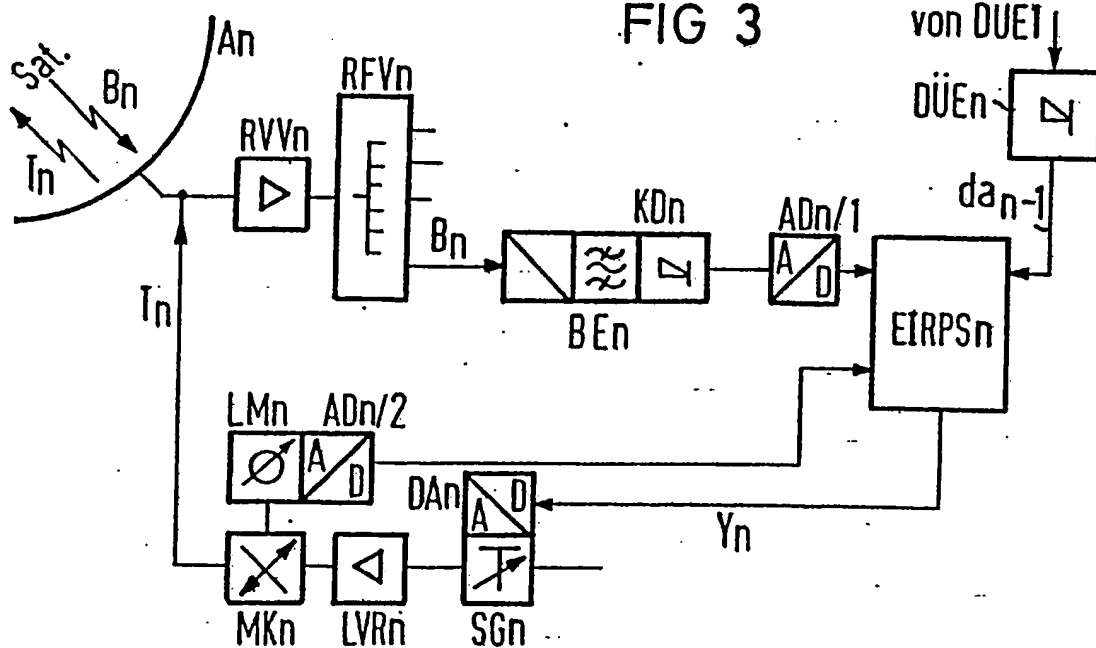 FIG 3
von DUE1
An
Sat.
Bn
Tn
RFVn
RVVn
DÜEn
da n-1
KDn
ADn/1
Bn
A
D
BEn
EIRPSn
Tn
LMn
ADn/2
A
D
DAn
D
A
Yn
MKn
LVRn
SGn